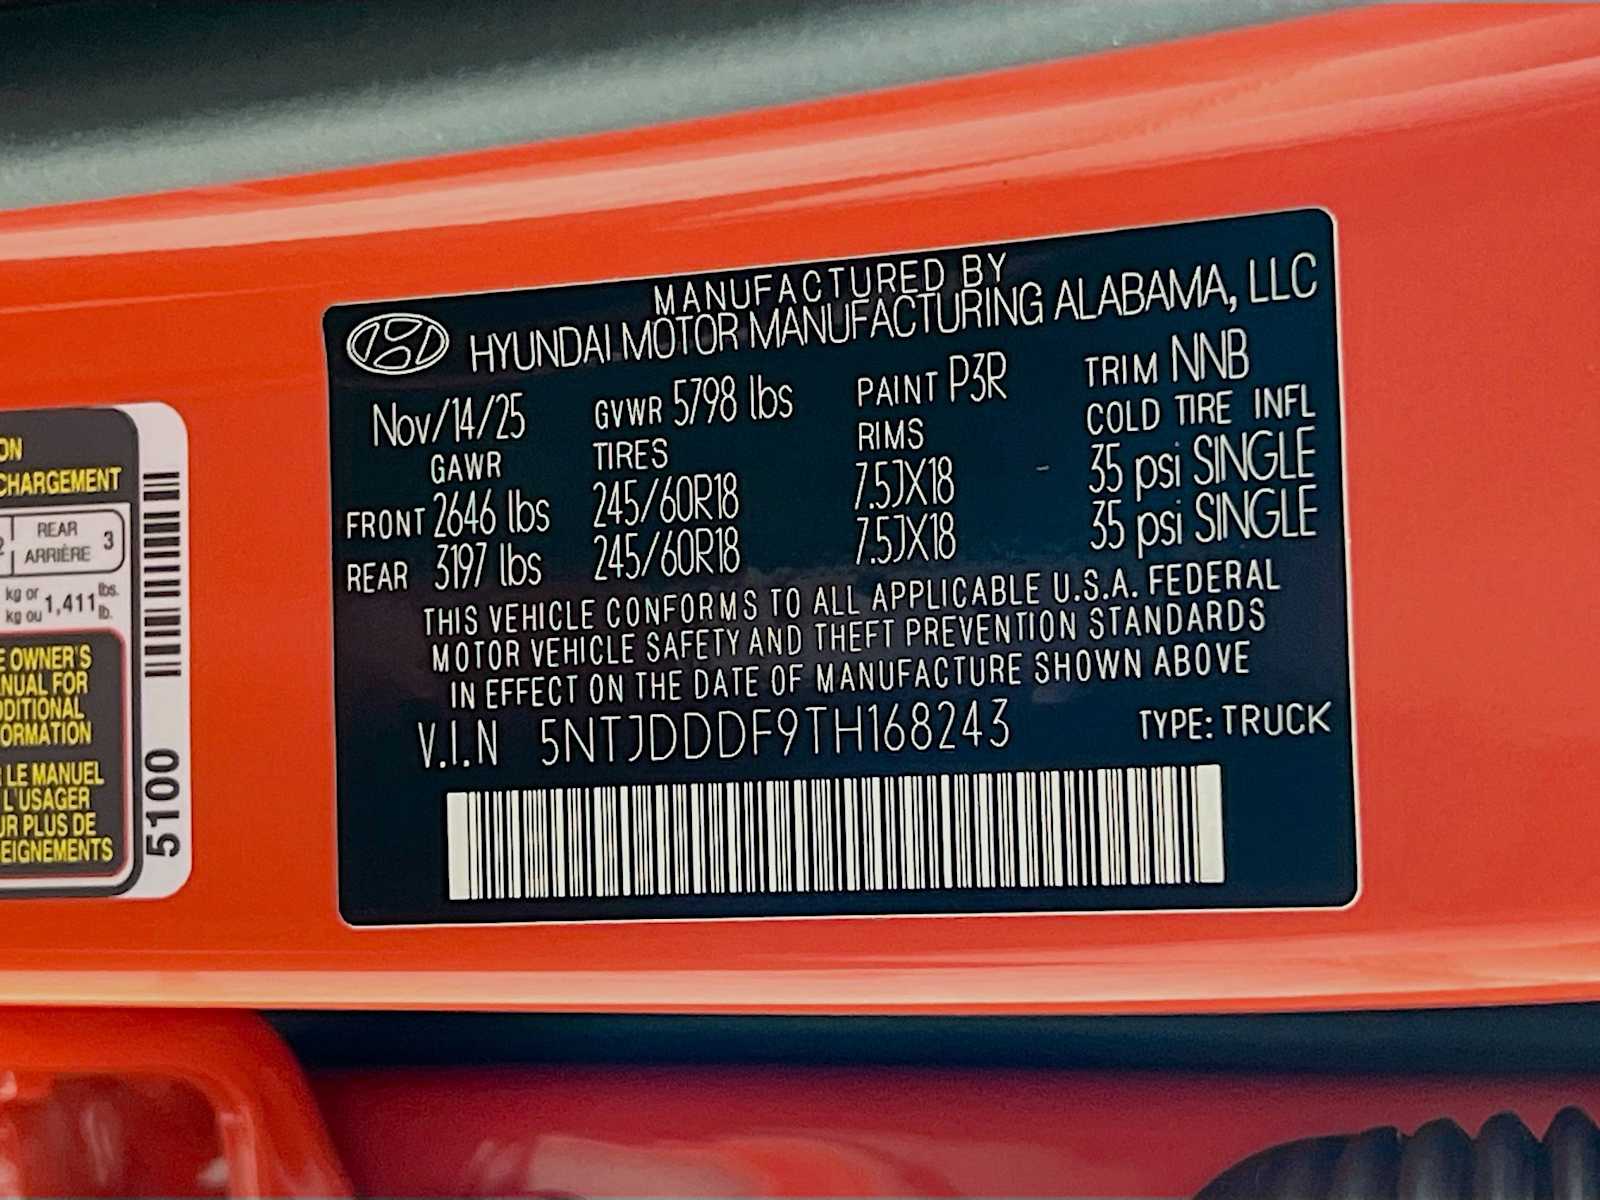 ON
CHARGEMENT
REAR
ARRIÈRE 3
2
kg or
kg ou 1,411 lbs.
lb.
E OWNER'S
NUAL FOR
DDITIONAL
ORMATION
LE MANUEL
L'USAGER
UR PLUS DE
EIGNEMENTS
5100
MANUFACTURED BY
HYUNDAI MOTOR MANUFACTURING ALABAMA, LLC
Nov/14/25 GVWR 5798 lbs PAINT P3R TRIM NNB
GAWR TIRES RIMS COLD TIRE INFL
FRONT 2646 lbs 245/60R18 7.5JX18 - 35 psi SINGLE
REAR 3197 lbs 245/60R18 7.5JX18 35 psi SINGLE
THIS VEHICLE CONFORMS TO ALL APPLICABLE U.S.A. FEDERAL
MOTOR VEHICLE SAFETY AND THEFT PREVENTION STANDARDS
IN EFFECT ON THE DATE OF MANUFACTURE SHOWN ABOVE
V.I.N 5NTJDDDF9TH168243 TYPE: TRUCK